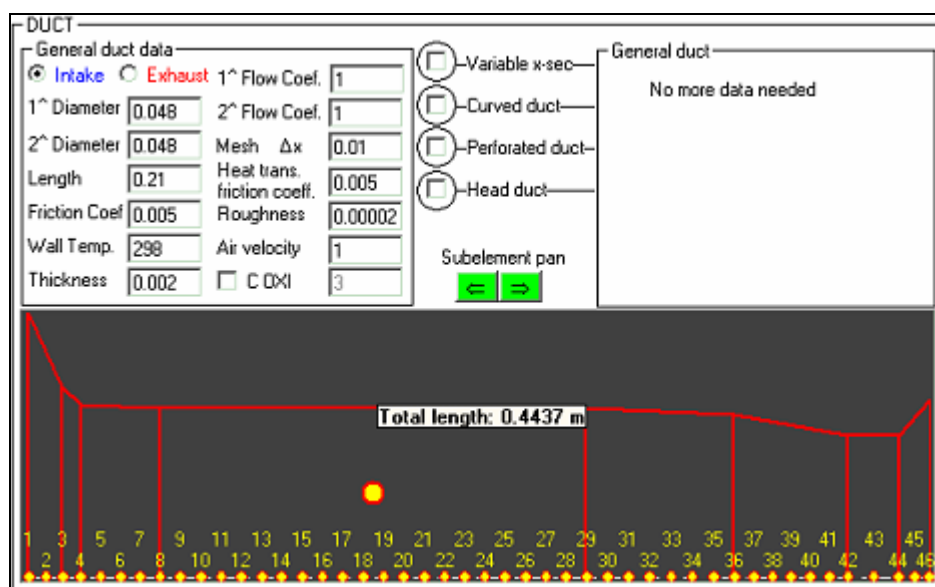 DUCT
General duct data
Intake Exhaust
1^ Flow Coef. 1
1^ Diameter 0.048
2^ Flow Coef. 1
2^ Diameter 0.048
Mesh Δx 0.01
Length 0.21
Heat trans. friction coeff. 0.005
Friction Coef 0.005
Roughness 0.00002
Wall Temp. 298
Air velocity 1
Thickness 0.002
C OXI 3
Variable x-sec
Curved duct
Perforated duct
Head duct
Subelement pan
⇐ ⇒
General duct
No more data needed
Total length: 0.4437 m
1 3 5 7 9 11 13 15 17 19 21 23 25 27 29 31 33 36 37 39 41 43 45
2 4 6 8 10 12 14 16 18 20 22 24 26 28 30 32 34 36 38 40 42 44 46